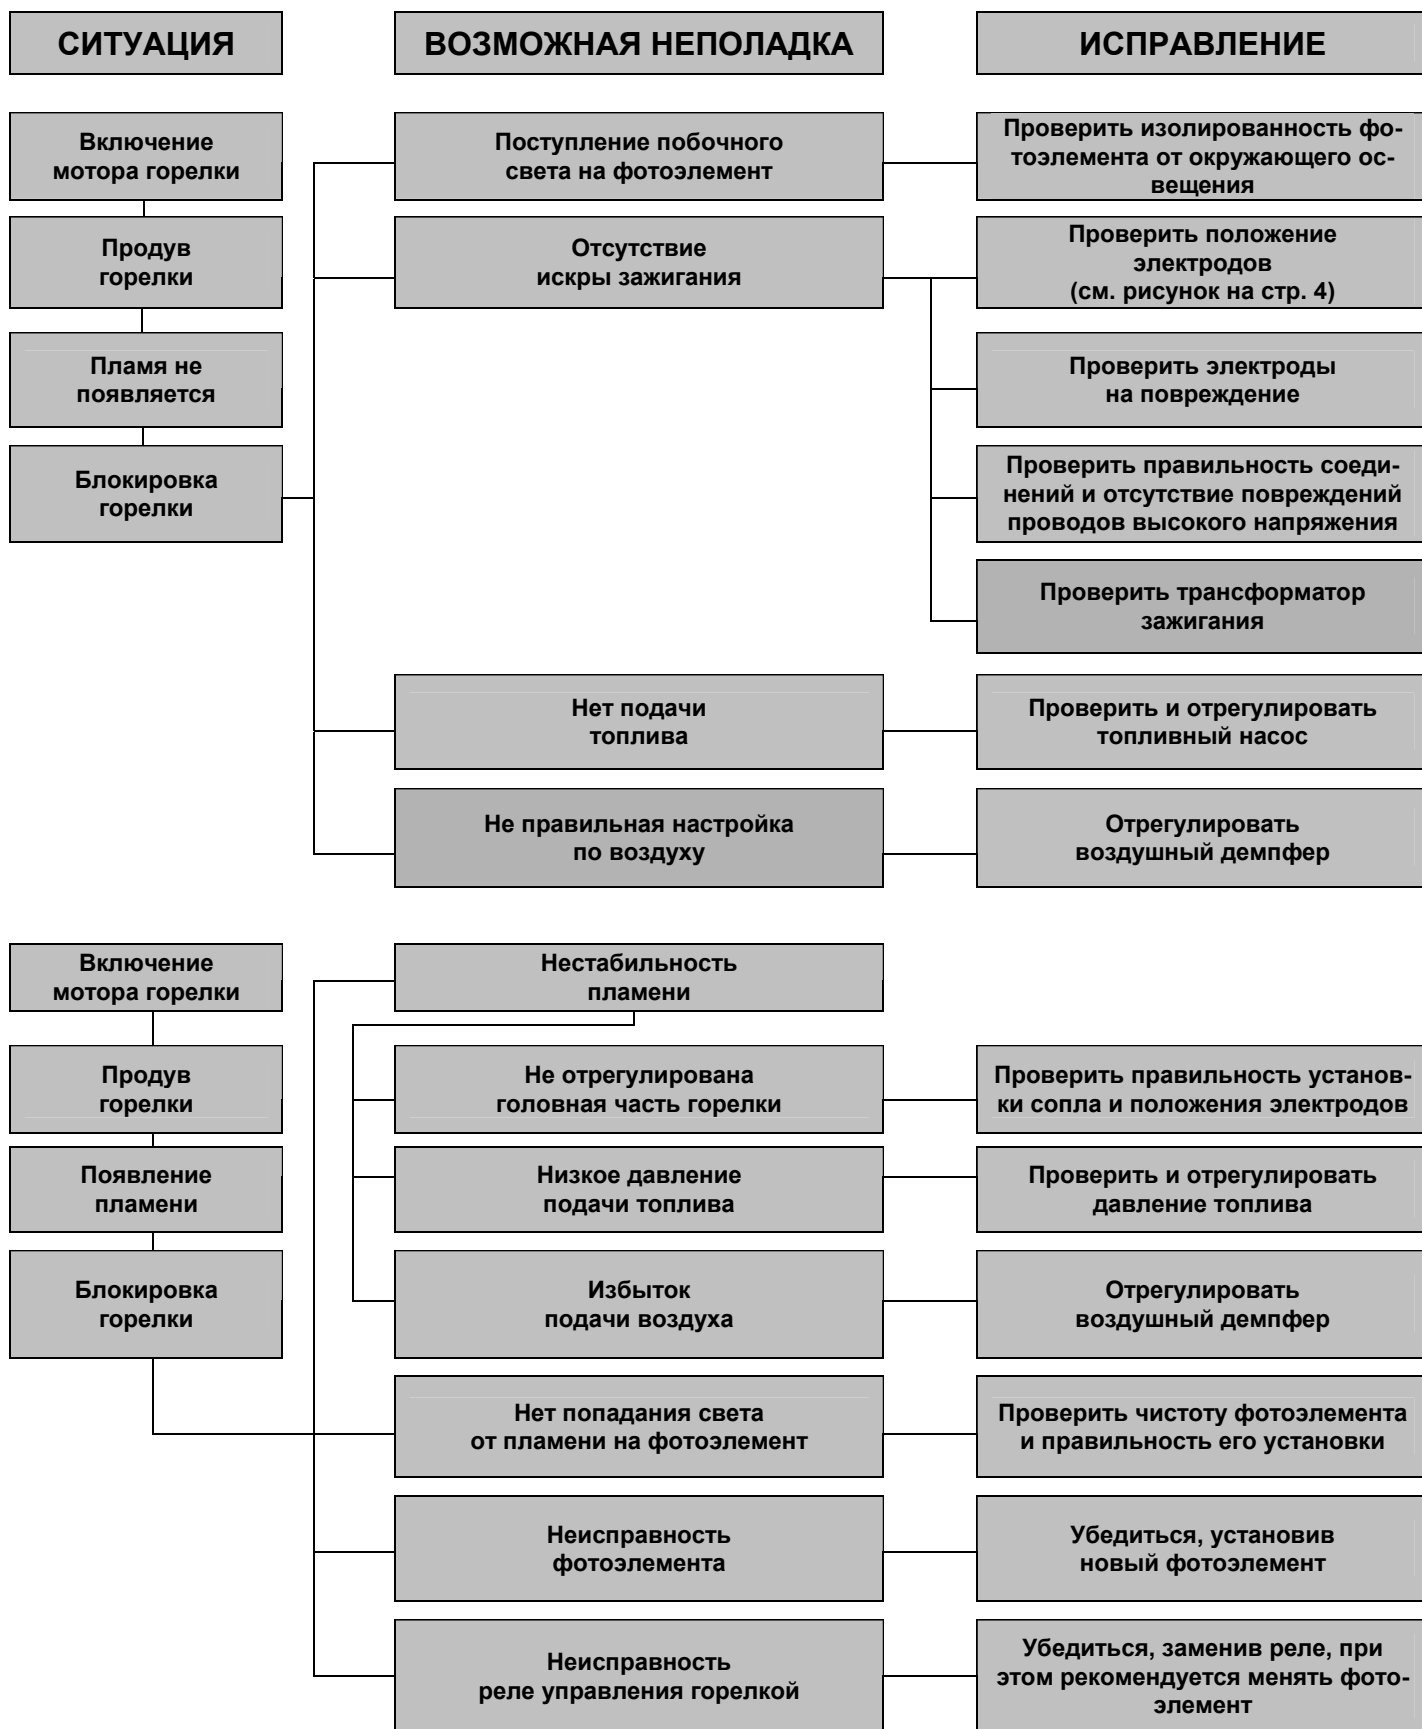 СИТУАЦИЯ
ВОЗМОЖНАЯ НЕПОЛАДКА
ИСПРАВЛЕНИЕ
Включение
мотора горелки
Продув
горелки
Пламя не
появляется
Блокировка
горелки
Поступление побочного
света на фотоэлемент
Проверить изолированность фо-
тоэлемента от окружающего ос-
вещения
Отсутствие
искры зажигания
Проверить положение
электродов
(см. рисунок на стр. 4)
Проверить электроды
на повреждение
Проверить правильность соеди-
нений и отсутствие повреждений
проводов высокого напряжения
Проверить трансформатор
зажигания
Нет подачи
топлива
Проверить и отрегулировать
топливный насос
Не правильная настройка
по воздуху
Отрегулировать
воздушный демпфер
Включение
мотора горелки
Продув
горелки
Появление
пламени
Блокировка
горелки
Нестабильность
пламени
Не отрегулирована
головная часть горелки
Проверить правильность установ-
ки сопла и положения электродов
Низкое давление
подачи топлива
Проверить и отрегулировать
давление топлива
Избыток
подачи воздуха
Отрегулировать
воздушный демпфер
Нет попадания света
от пламени на фотоэлемент
Проверить чистоту фотоэлемента
и правильность его установки
Неисправность
фотоэлемента
Убедиться, установив
новый фотоэлемент
Неисправность
реле управления горелкой
Убедиться, заменив реле, при
этом рекомендуется менять фото-
элемент